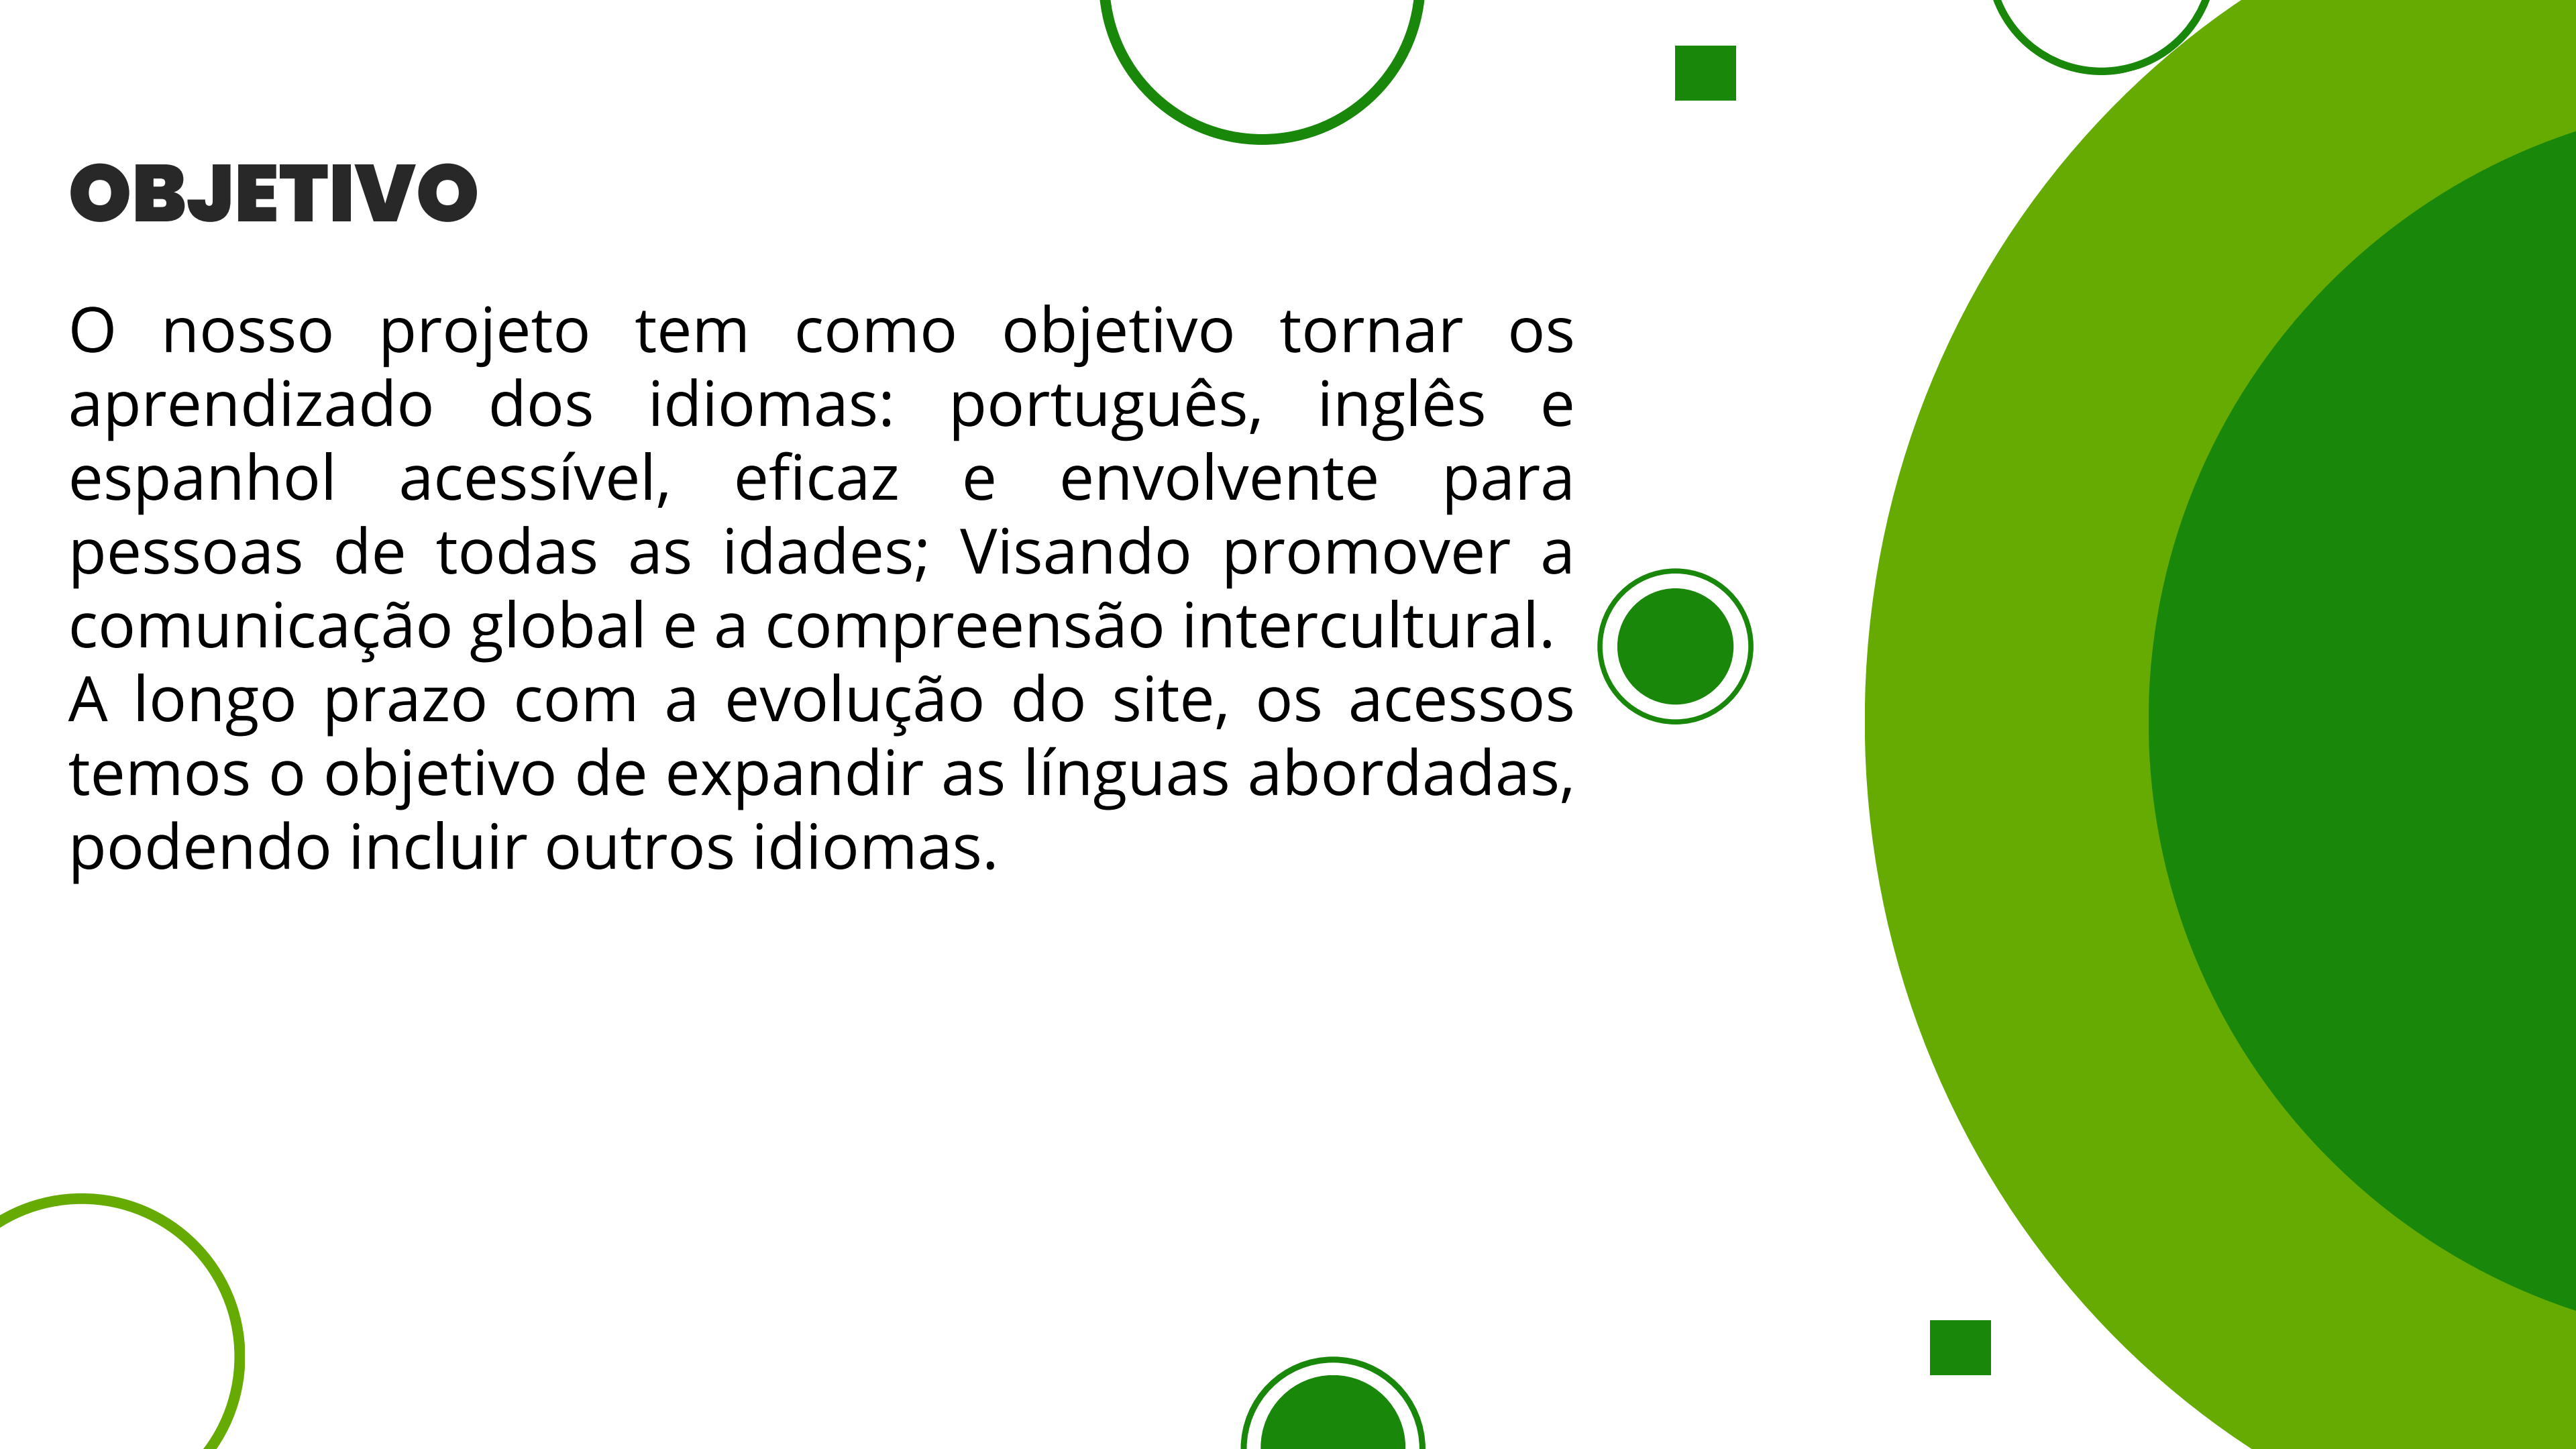 OBJETIVO
O nosso projeto tem como objetivo tornar os
aprendizado dos idiomas: português, inglês e
espanhol acessível, eficaz e envolvente para
pessoas de todas as idades; Visando promover a
comunicação global e a compreensão intercultural.
A longo prazo com a evolução do site, os acessos
temos o objetivo de expandir as línguas abordadas,
podendo incluir outros idiomas.